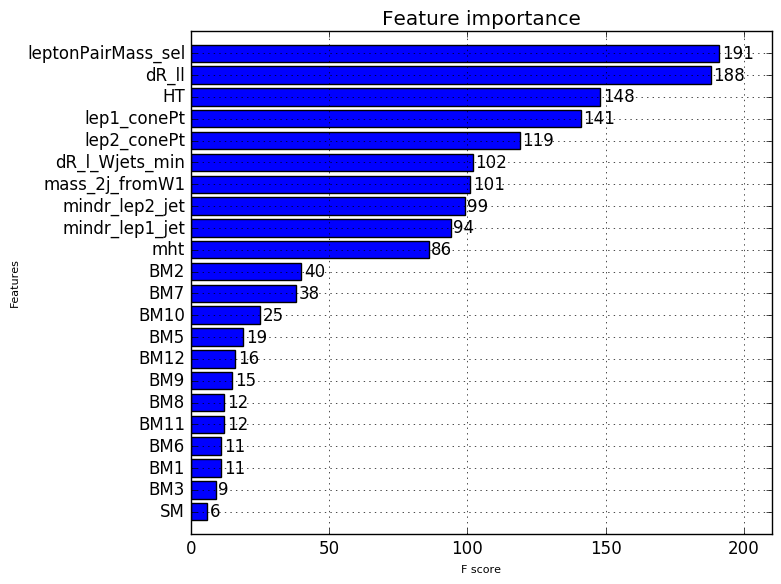 Feature importance
leptonPairMass_sel 191
dR_ll 188
HT 148
lep1_conePt 141
lep2_conePt 119
dR_l_Wjets_min 102
mass_2j_fromW1 101
mindr_lep2_jet 99
mindr_lep1_jet 94
mht 86
BM2 40
BM7 38
BM10 25
BM5 19
BM12 16
BM9 15
BM8 12
BM11 12
BM6 11
BM1 11
BM3 9
SM 6
Features
0 50 100 150 200
F score